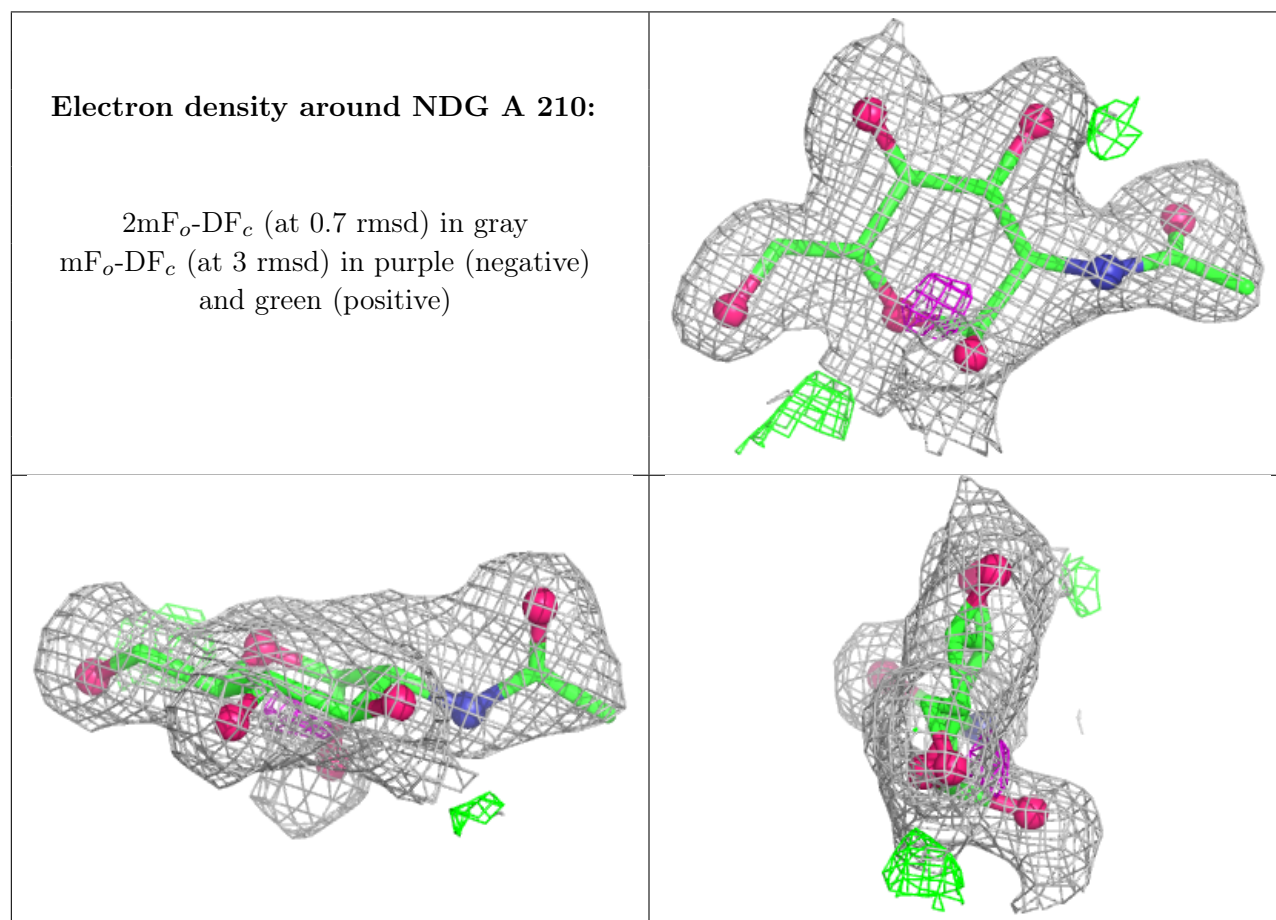 Electron density around NDG A 210:
2mFo-DFc (at 0.7 rmsd) in gray
mFo-DFc (at 3 rmsd) in purple (negative)
and green (positive)